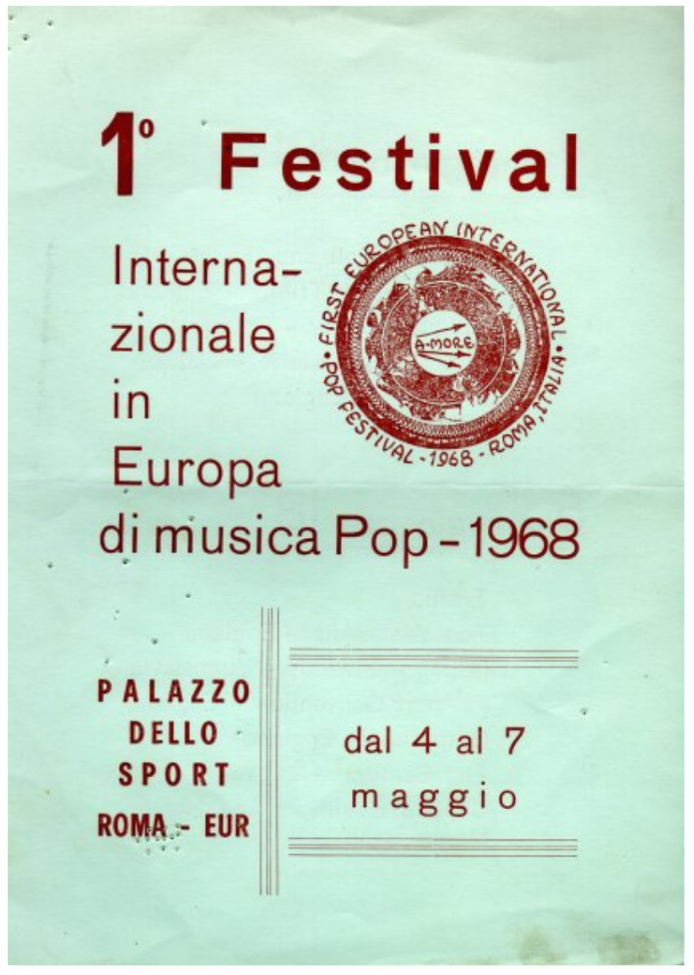 1º Festival
Interna-
zionale
in
Europa
di musica Pop - 1968
• FIRST EUROPEAN INTERNATIONAL •
POP FESTIVAL - 1968 - ROMA, ITALIA
A-MORE
PALAZZO
DELLO
SPORT
ROMA - EUR
dal 4 al 7
maggio